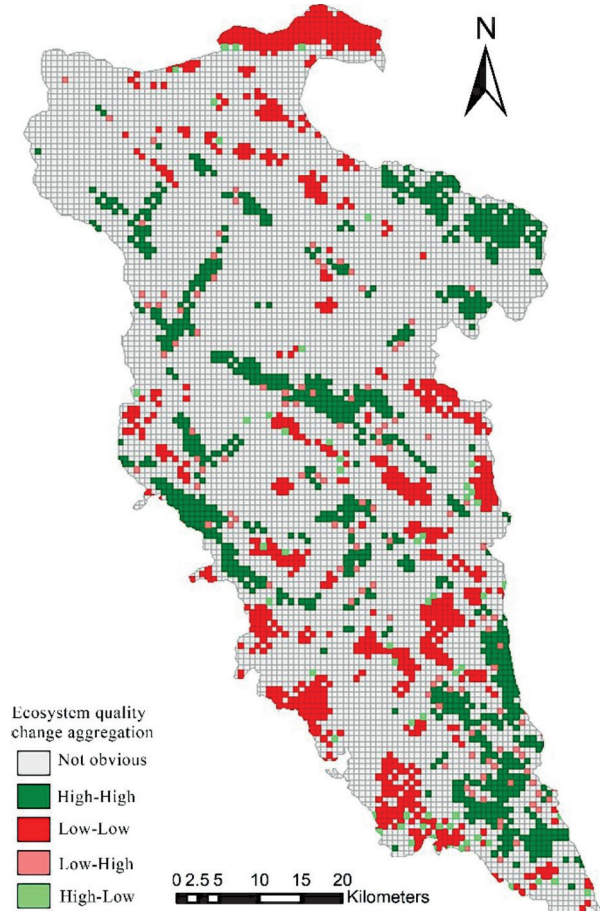 N
Ecosystem quality
change aggregation
Not obvious
High-High
Low-Low
Low-High
High-Low
0 2.5 5 10 15 20
Kilometers